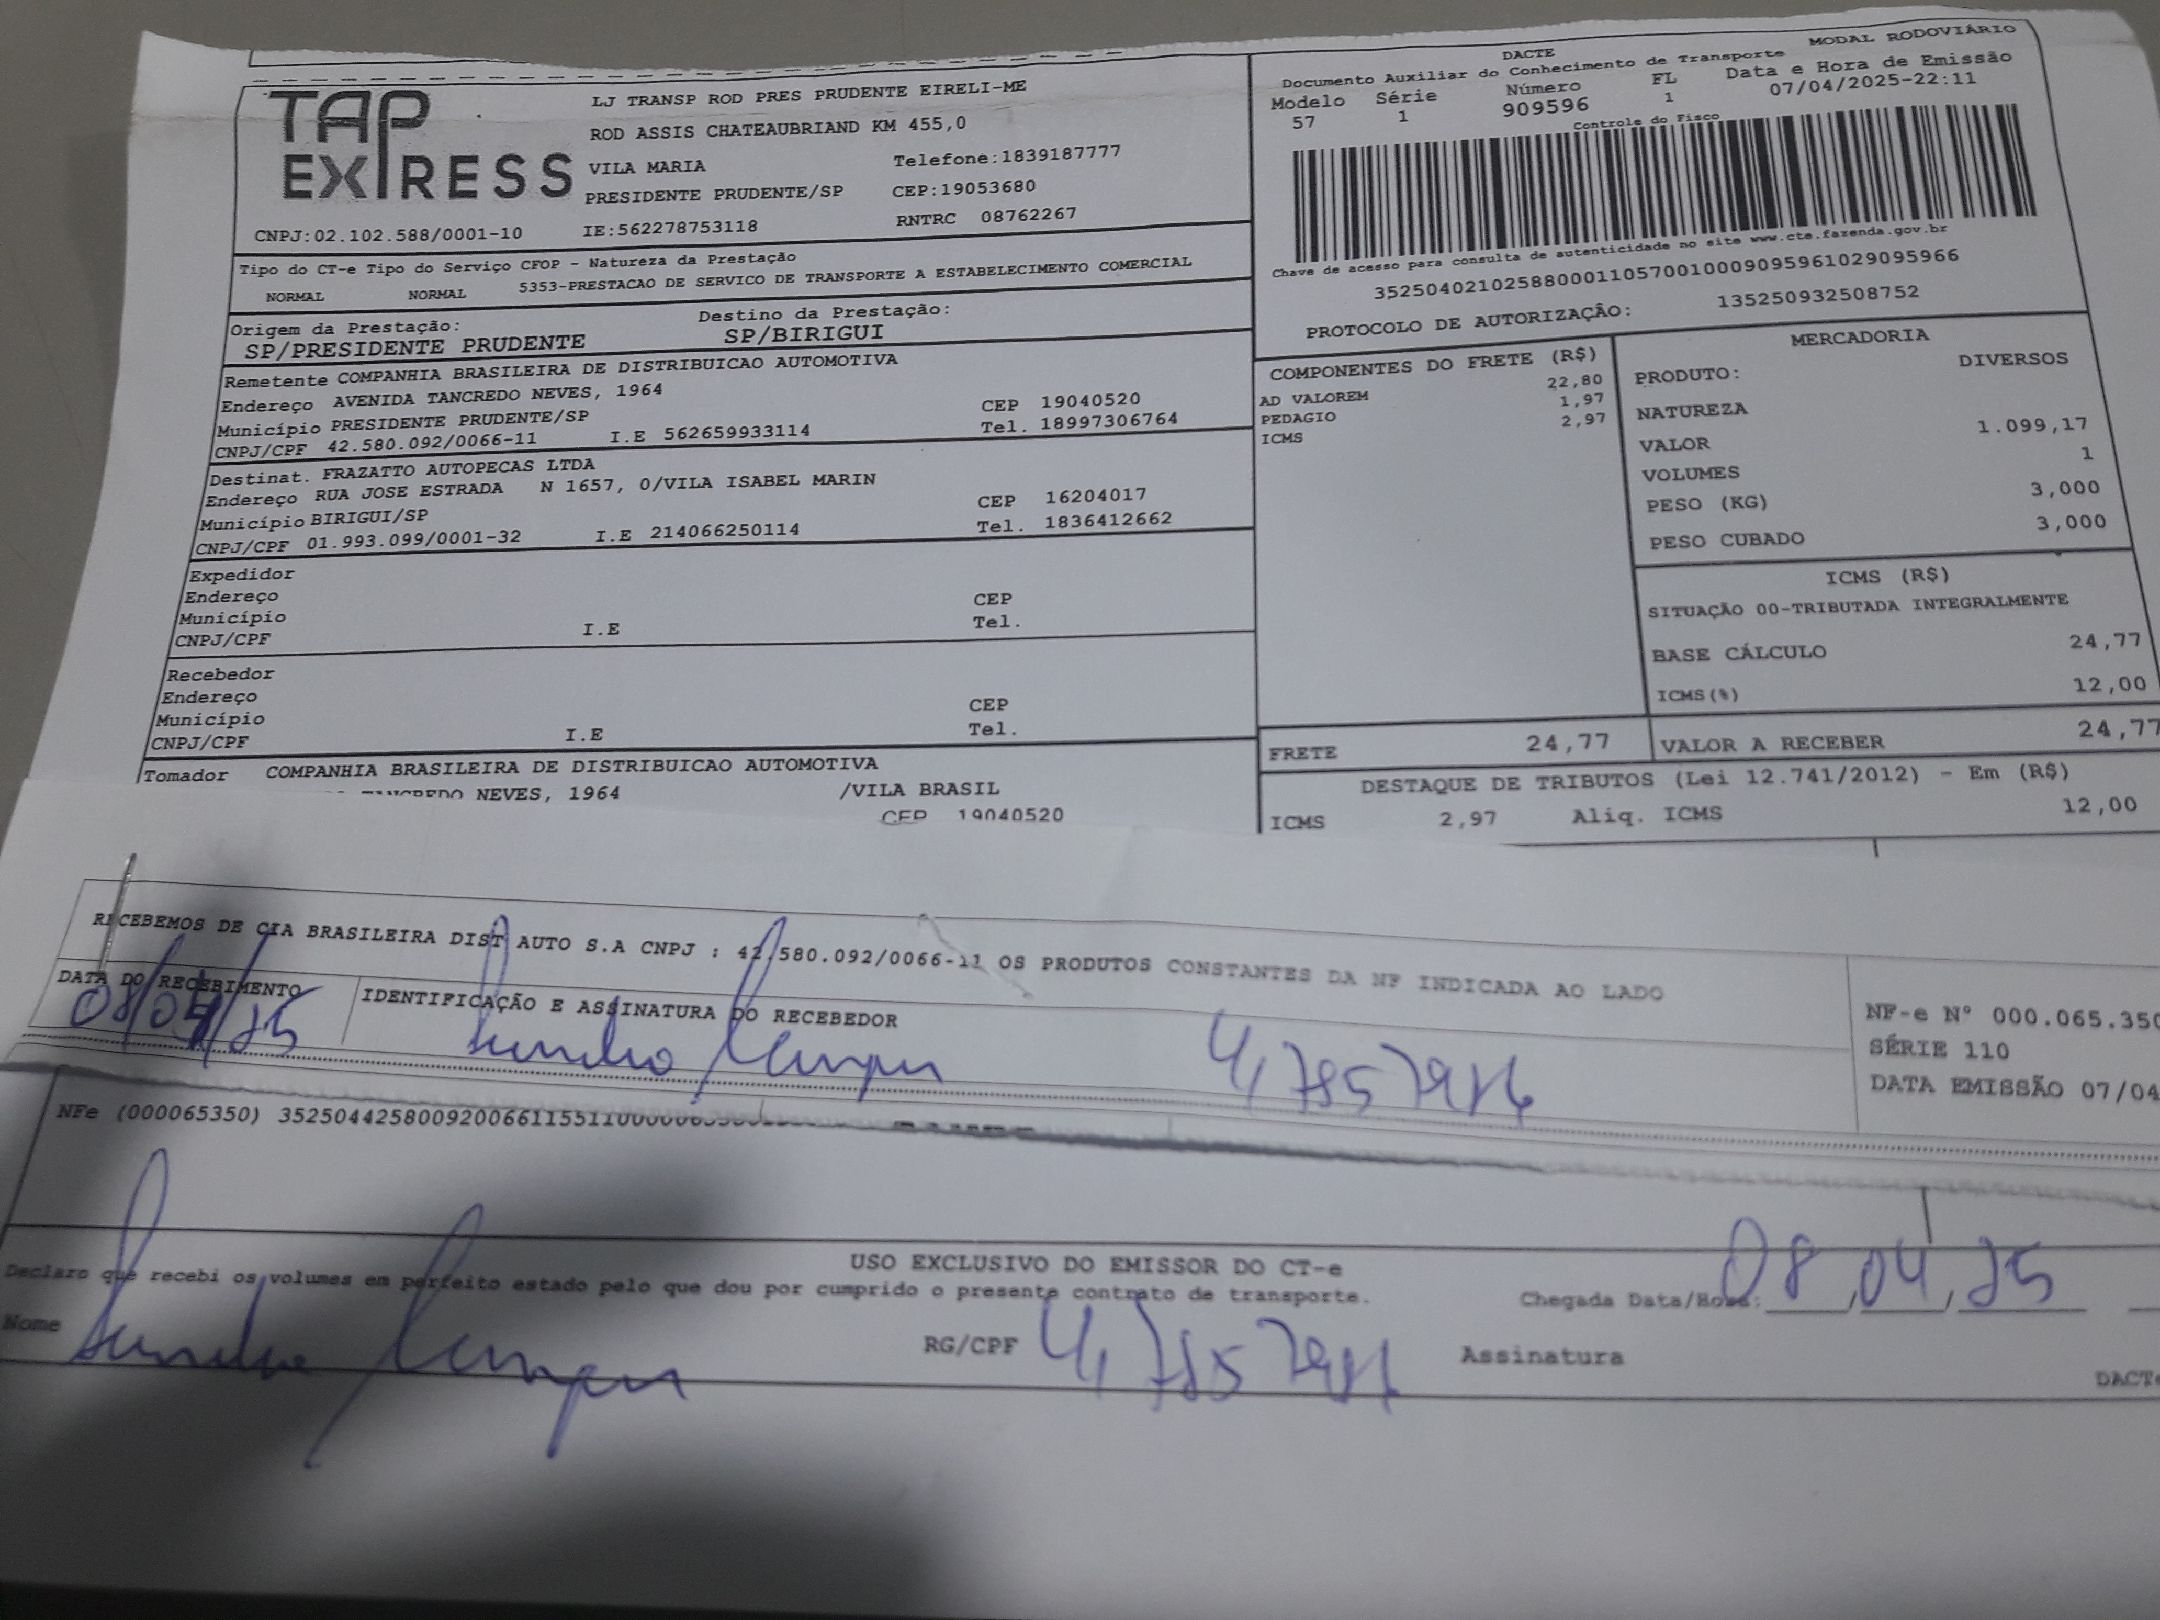 TAP EXPRESS
LJ TRANSP ROD PRES PRUDENTE EIRELI-ME
ROD ASSIS CHATEAUBRIAND KM 455,0
VILA MARIA Telefone:1839187777
PRESIDENTE PRUDENTE/SP CEP:19053680
CNPJ:02.102.588/0001-10 IE:562278753118 RNTRC 08762267
DACTE MODAL RODOVIÁRIO
Documento Auxiliar do Conhecimento de Transporte
Modelo Série Número FL Data e Hora de Emissão
57 1 909596 1 07/04/2025-22:11
Controle do Fisco
Chave de acesso para consulta de autenticidade no site www.cte.fazenda.gov.br
35250402102588000110570010009095961029095966
PROTOCOLO DE AUTORIZAÇÃO: 135250932508752
Tipo do CT-e Tipo do Serviço CFOP - Natureza da Prestação
NORMAL NORMAL 5353-PRESTACAO DE SERVICO DE TRANSPORTE A ESTABELECIMENTO COMERCIAL
Origem da Prestação: Destino da Prestação:
SP/PRESIDENTE PRUDENTE SP/BIRIGUI
Remetente COMPANHIA BRASILEIRA DE DISTRIBUICAO AUTOMOTIVA
Endereço AVENIDA TANCREDO NEVES, 1964
Município PRESIDENTE PRUDENTE/SP CEP 19040520
CNPJ/CPF 42.580.092/0066-11 I.E 562659933114 Tel. 18997306764
Destinat. FRAZATTO AUTOPECAS LTDA
Endereço RUA JOSE ESTRADA N 1657, 0/VILA ISABEL MARIN
Município BIRIGUI/SP CEP 16204017
CNPJ/CPF 01.993.099/0001-32 I.E 214066250114 Tel. 1836412662
Expedidor
Endereço
Município CEP
CNPJ/CPF I.E Tel.
Recebedor
Endereço
Município CEP
CNPJ/CPF I.E Tel.
Tomador COMPANHIA BRASILEIRA DE DISTRIBUICAO AUTOMOTIVA
TANCREDO NEVES, 1964 /VILA BRASIL
CEP 19040520
COMPONENTES DO FRETE (R$)
22,80
AD VALOREM 1,97
PEDAGIO 2,97
ICMS
MERCADORIA
PRODUTO: DIVERSOS
NATUREZA
VALOR 1.099,17
VOLUMES 1
PESO (KG) 3,000
PESO CUBADO 3,000
ICMS (R$)
SITUAÇÃO 00-TRIBUTADA INTEGRALMENTE
BASE CÁLCULO 24,77
ICMS(%) 12,00
FRETE 24,77 VALOR A RECEBER 24,77
DESTAQUE DE TRIBUTOS (Lei 12.741/2012) - Em (R$)
ICMS 2,97 Aliq. ICMS 12,00
RECEBEMOS DE CIA BRASILEIRA DIST AUTO S.A CNPJ : 42.580.092/0066-11 OS PRODUTOS CONSTANTES DA NF INDICADA AO LADO
DATA DO RECEBIMENTO IDENTIFICAÇÃO E ASSINATURA DO RECEBEDOR
08/04/25
NF-e N° 000.065.350
SÉRIE 110
DATA EMISSÃO 07/04
NFe (000065350)
USO EXCLUSIVO DO EMISSOR DO CT-e
Declaro que recebi os volumes em perfeito estado pelo que dou por cumprido o presente contrato de transporte.
Chegada Data/Hora: 08,04,25
Nome RG/CPF Assinatura
DACTe